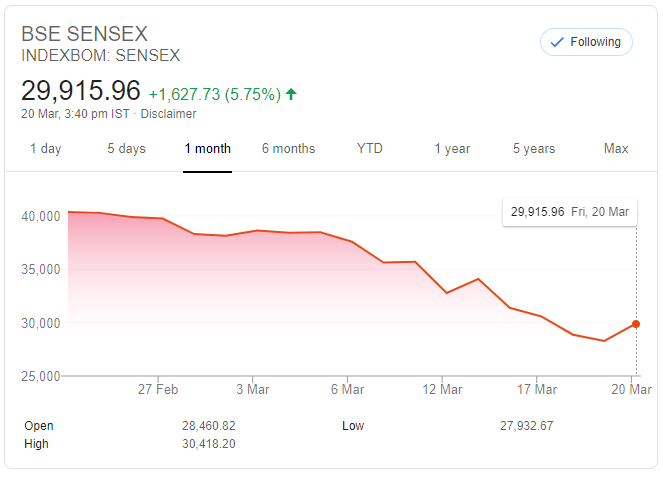 BSE SENSEX
INDEXBOM: SENSEX
Following
29,915.96 +1,627.73 (5.75%)
20 Mar, 3:40 pm IST · Disclaimer
1 day 5 days 1 month 6 months YTD 1 year 5 years Max
29,915.96 Fri, 20 Mar
40,000
35,000
30,000
25,000
27 Feb 3 Mar 6 Mar 12 Mar 17 Mar 20 Mar
Open 28,460.82 Low 27,932.67
High 30,418.20